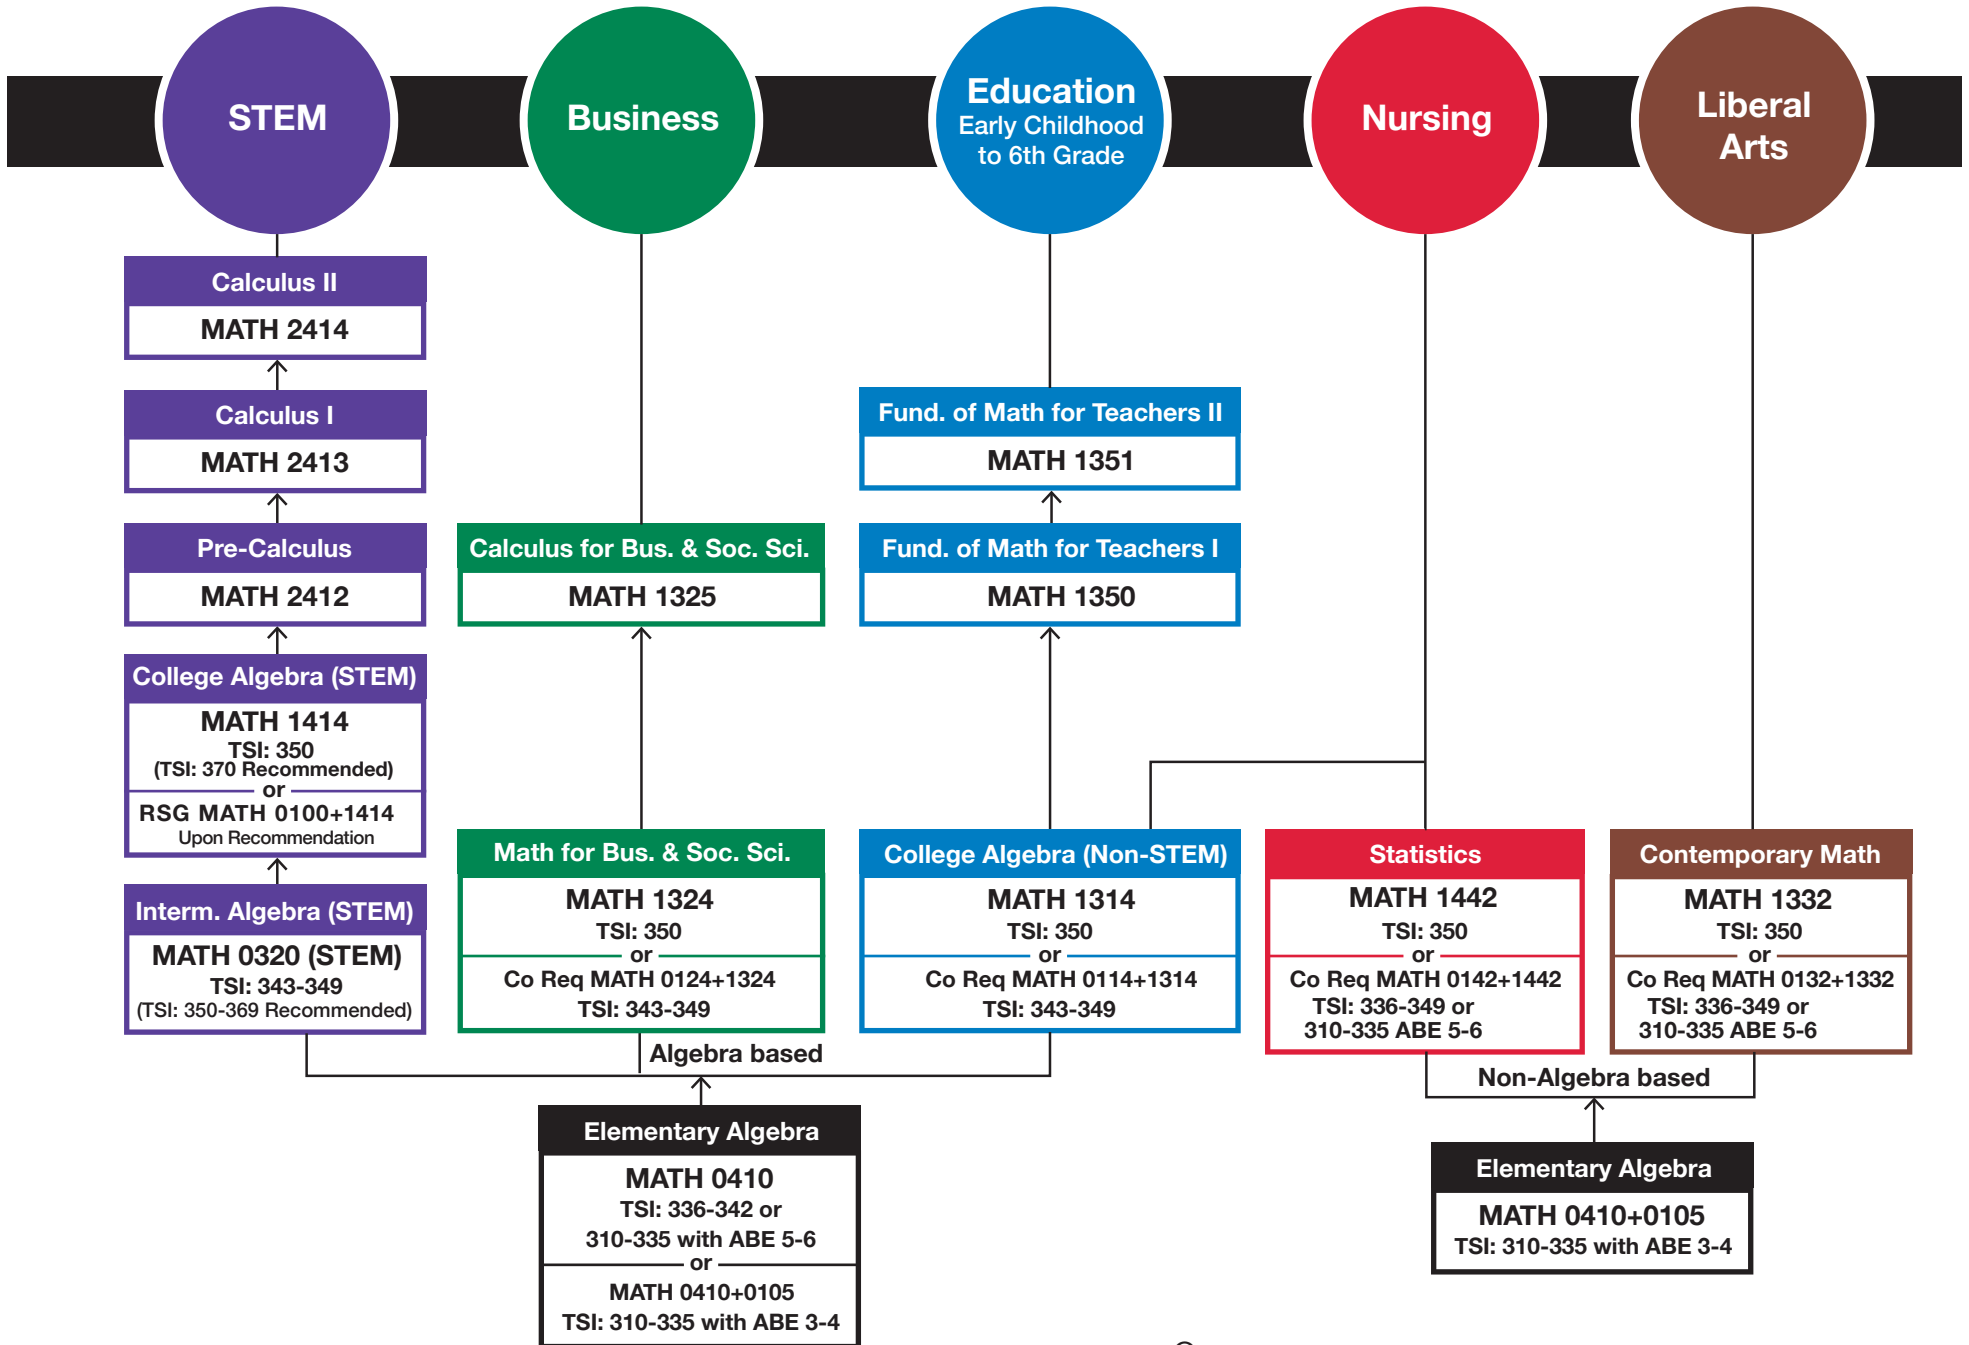 STEM
Business
Education
Early Childhood
to 6th Grade
Nursing
Liberal
Arts
Calculus II
MATH 2414
Calculus I
MATH 2413
Pre-Calculus
MATH 2412
College Algebra (STEM)
MATH 1414
TSI: 350
(TSI: 370 Recommended)
or
RSG MATH 0100+1414
Upon Recommendation
Interm. Algebra (STEM)
MATH 0320 (STEM)
TSI: 343-349
(TSI: 350-369 Recommended)
Calculus for Bus. & Soc. Sci.
MATH 1325
Math for Bus. & Soc. Sci.
MATH 1324
TSI: 350
or
Co Req MATH 0124+1324
TSI: 343-349
Fund. of Math for Teachers II
MATH 1351
Fund. of Math for Teachers I
MATH 1350
College Algebra (Non-STEM)
MATH 1314
TSI: 350
or
Co Req MATH 0114+1314
TSI: 343-349
Statistics
MATH 1442
TSI: 350
or
Co Req MATH 0142+1442
TSI: 336-349 or
310-335 ABE 5-6
Contemporary Math
MATH 1332
TSI: 350
or
Co Req MATH 0132+1332
TSI: 336-349 or
310-335 ABE 5-6
Algebra based
Elementary Algebra
MATH 0410
TSI: 336-342 or
310-335 with ABE 5-6
or
MATH 0410+0105
TSI: 310-335 with ABE 3-4
Non-Algebra based
Elementary Algebra
MATH 0410+0105
TSI: 310-335 with ABE 3-4